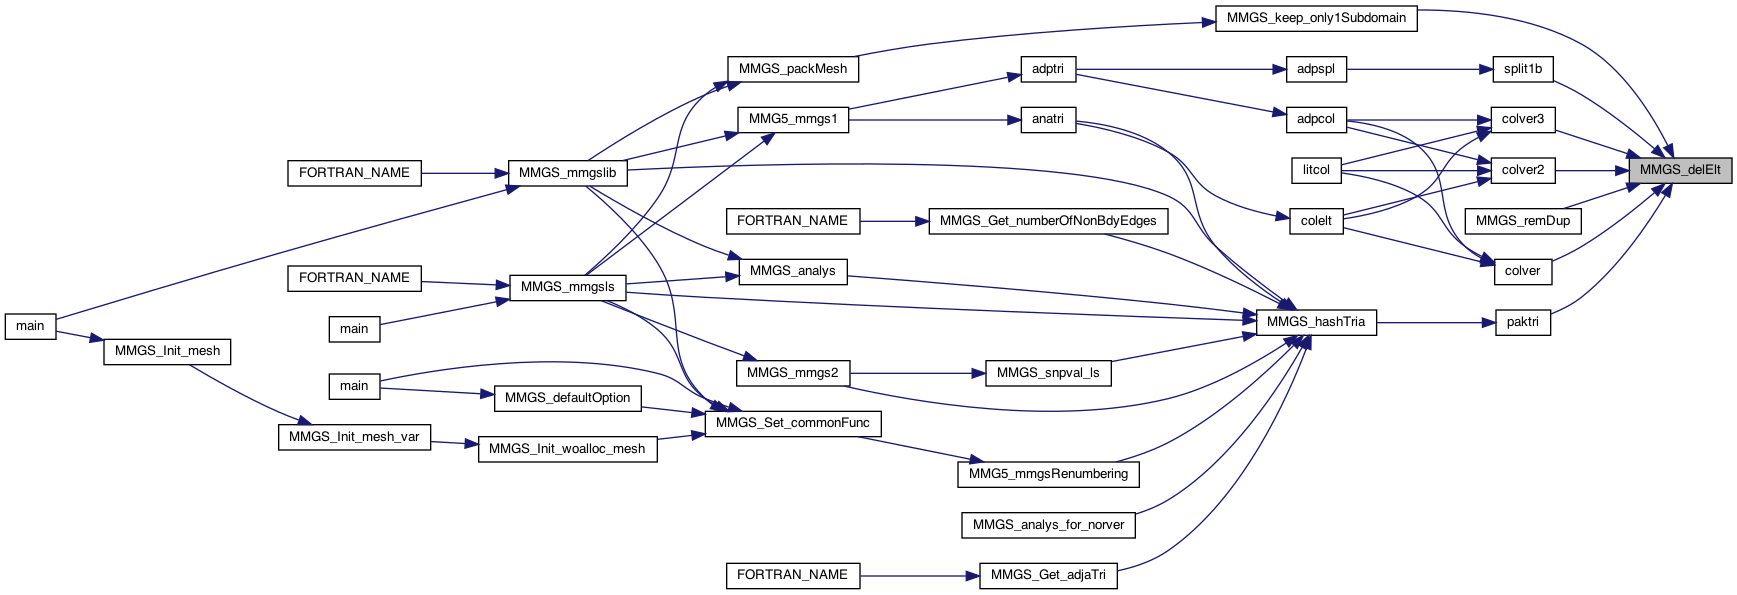 MMGS_keep_only1Subdomain
MMGS_packMesh
adptri
adpspl
split1b
MMG5_mmgs1
anatri
adpcol
colver3
FORTRAN_NAME
MMGS_mmgslib
litcol
colver2
MMGS_delElt
FORTRAN_NAME
MMGS_Get_numberOfNonBdyEdges
colelt
MMGS_remDup
FORTRAN_NAME
MMGS_mmgsls
MMGS_analys
colver
main
main
MMGS_hashTria
paktri
MMGS_Init_mesh
MMGS_mmgs2
MMGS_snpval_ls
main
MMGS_defaultOption
MMGS_Set_commonFunc
MMGS_Init_mesh_var
MMGS_Init_woalloc_mesh
MMG5_mmgsRenumbering
MMGS_analys_for_norver
FORTRAN_NAME
MMGS_Get_adjaTri